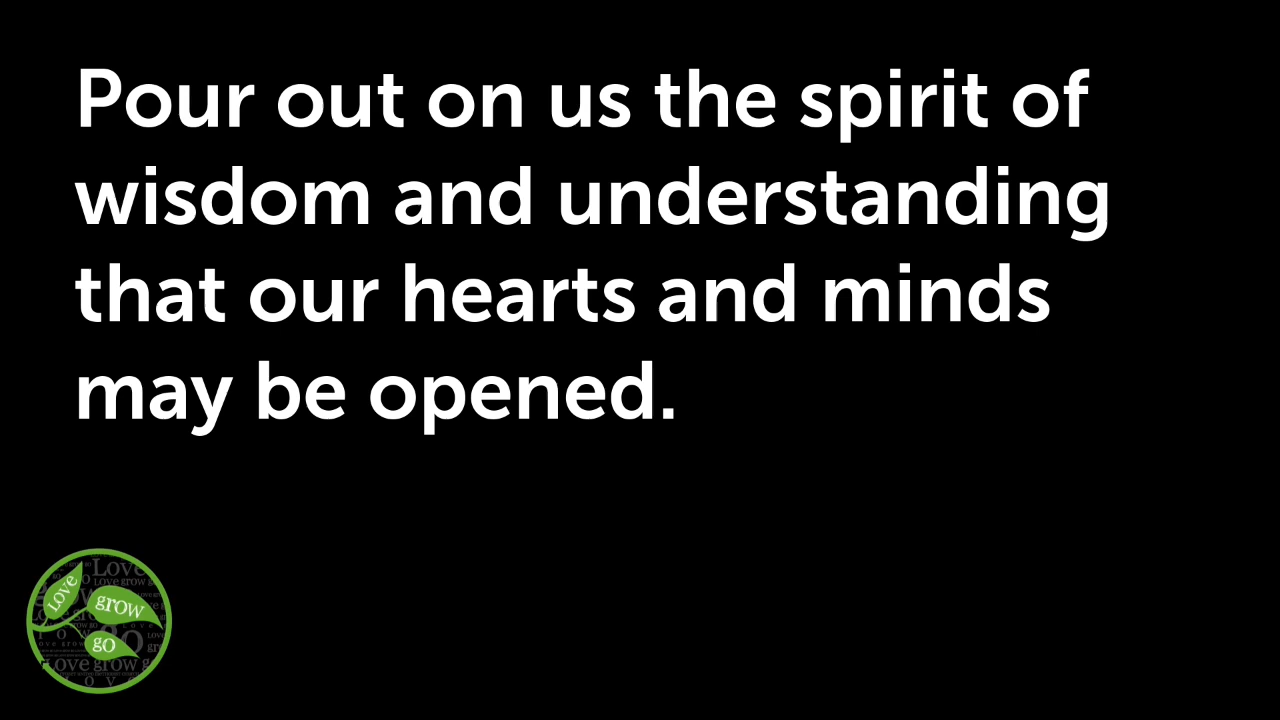 Pour out on us the spirit of
wisdom and understanding
that our hearts and minds
may be opened.
Love
grow
go